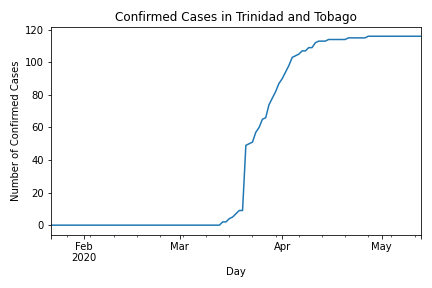 Confirmed Cases in Trinidad and Tobago
120
100
80
60
40
20
0
Number of Confirmed Cases
Feb
2020
Mar
Apr
May
Day